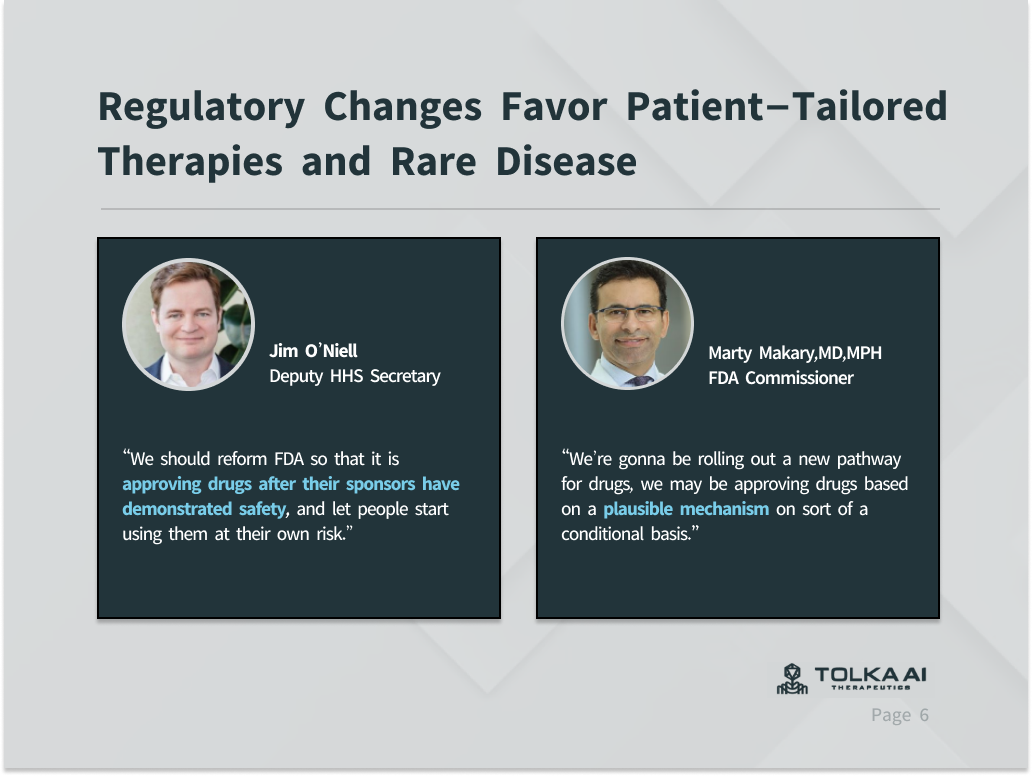 Regulatory Changes Favor Patient–Tailored
Therapies and Rare Disease
Jim O’Niell
Deputy HHS Secretary
“We should reform FDA so that it is
approving drugs after their sponsors have
demonstrated safety, and let people start
using them at their own risk.”
Marty Makary,MD,MPH
FDA Commissioner
“We’re gonna be rolling out a new pathway
for drugs, we may be approving drugs based
on a plausible mechanism on sort of a
conditional basis.”
TOLKA AI
THERAPEUTICS
Page 6